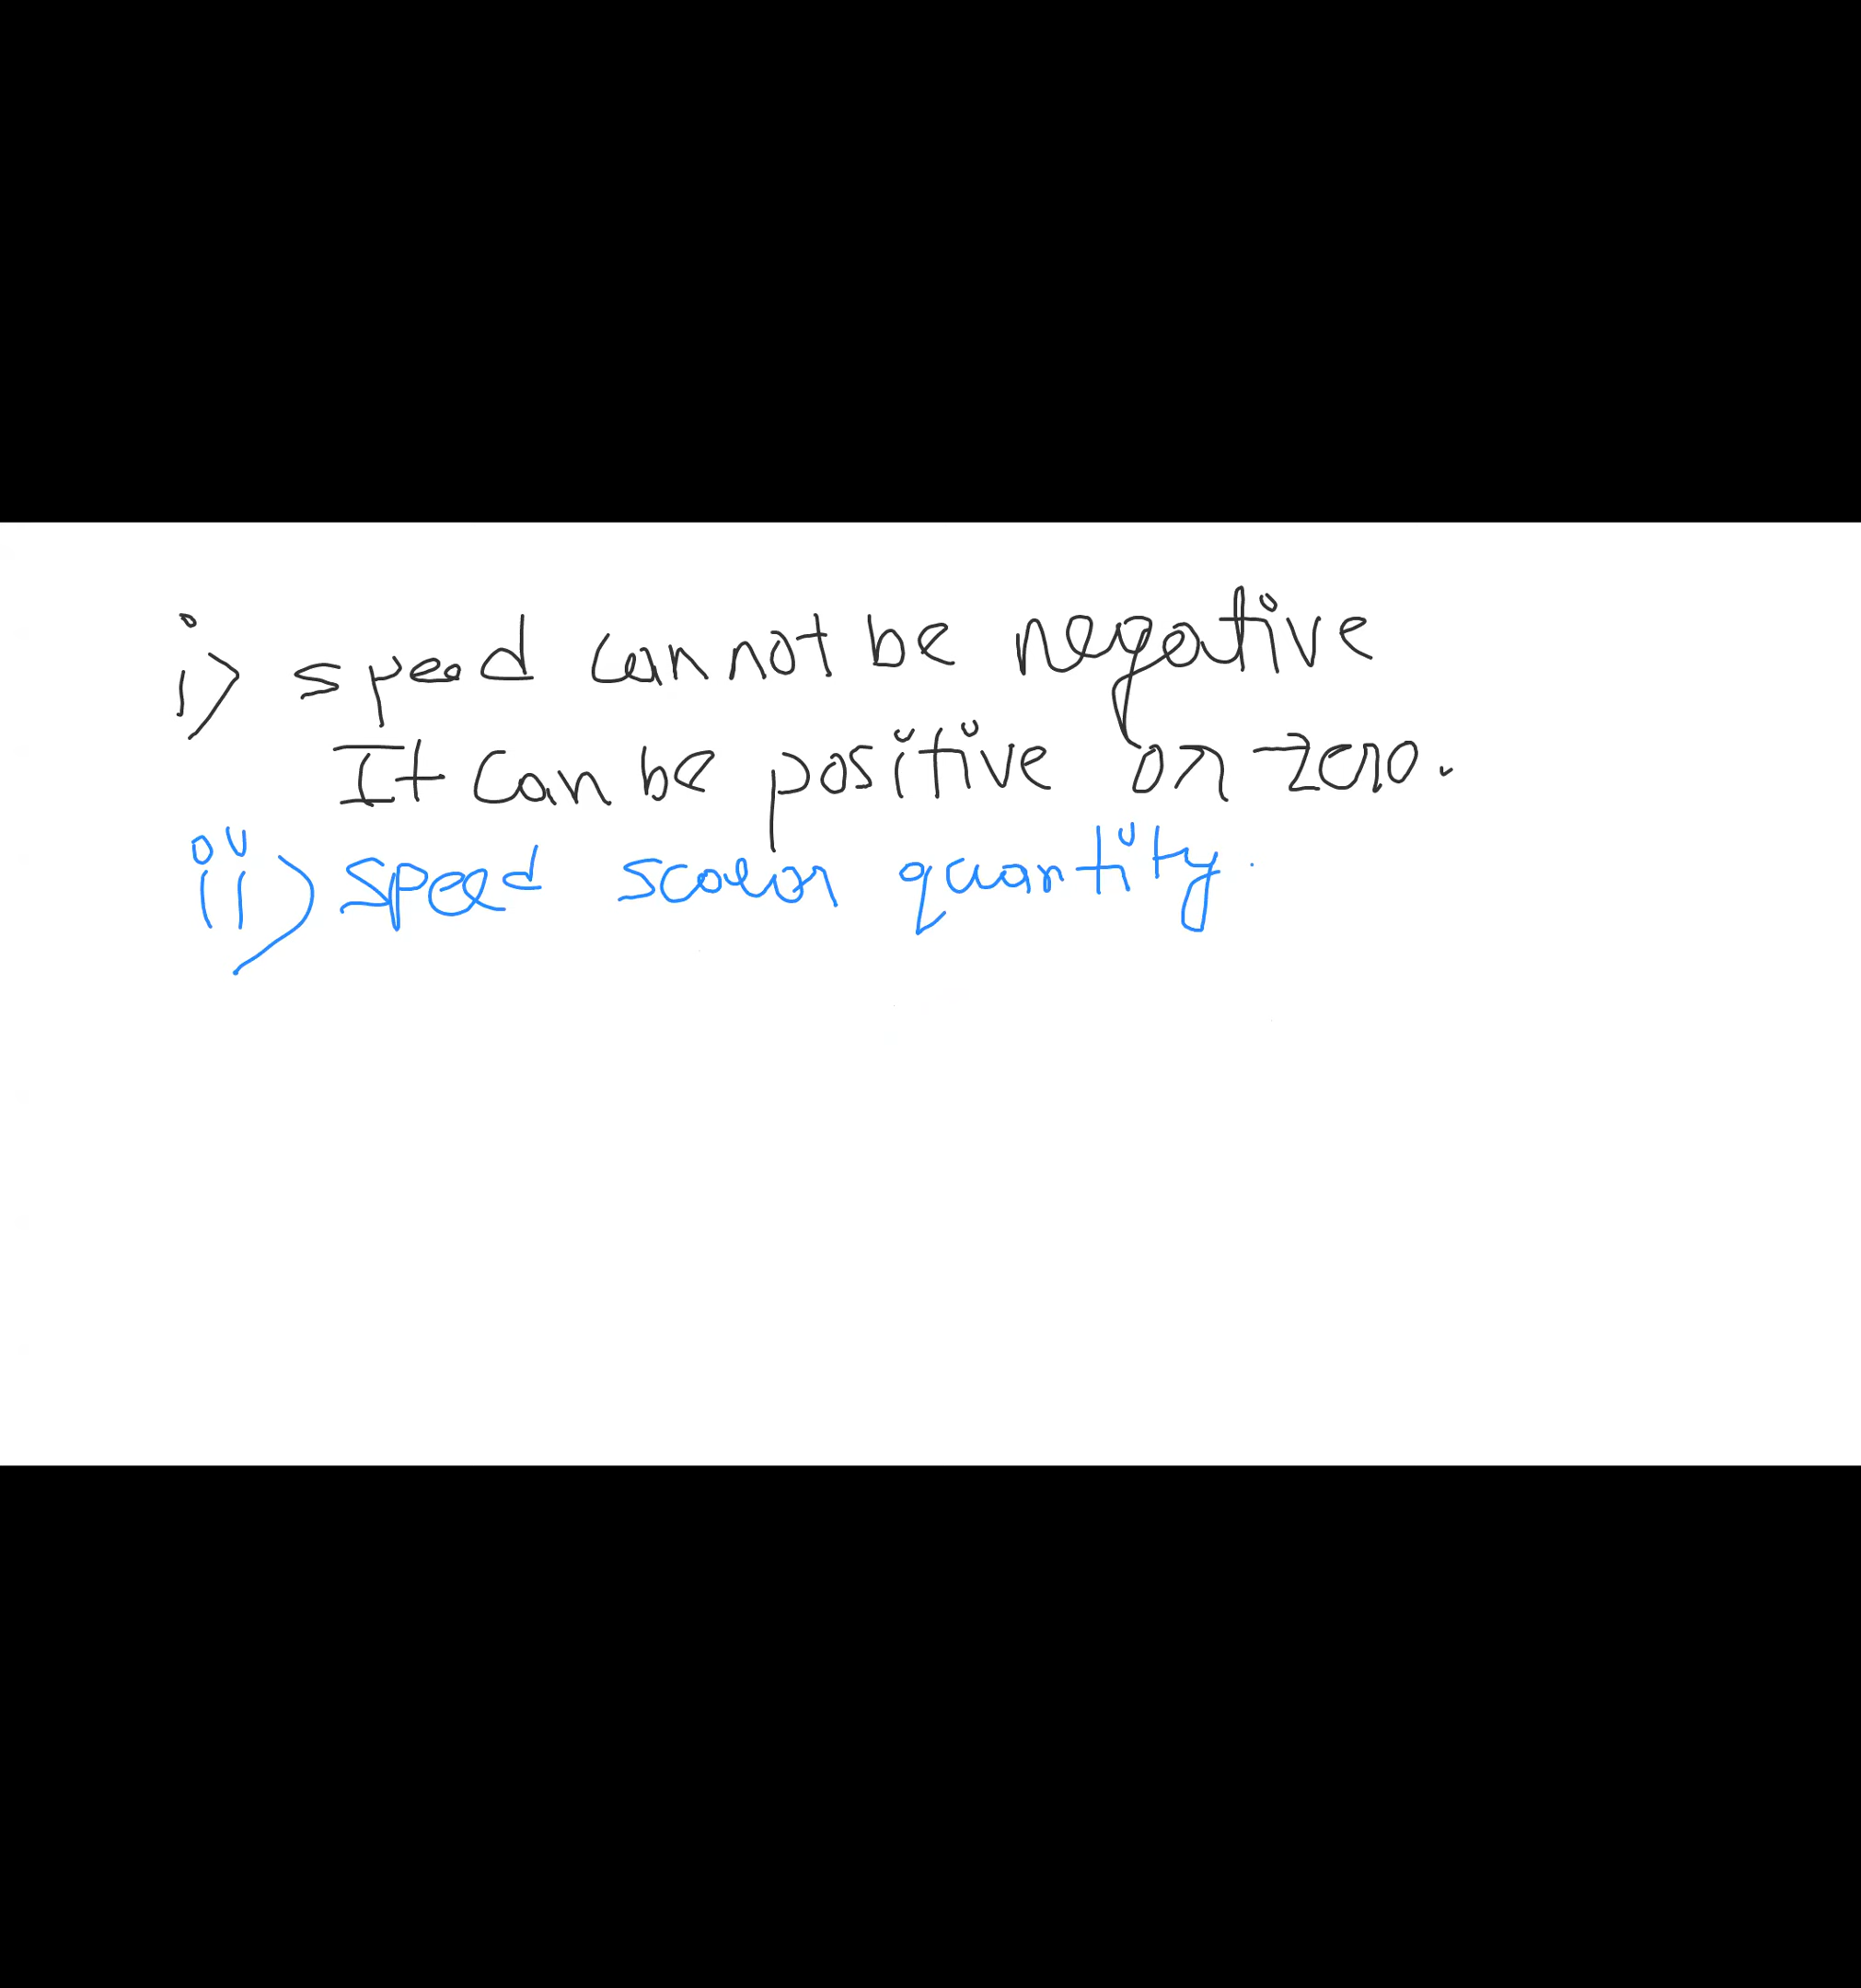 i) speed cannot be negative
It can be positive or zero.
ii) speed scalar quantity.